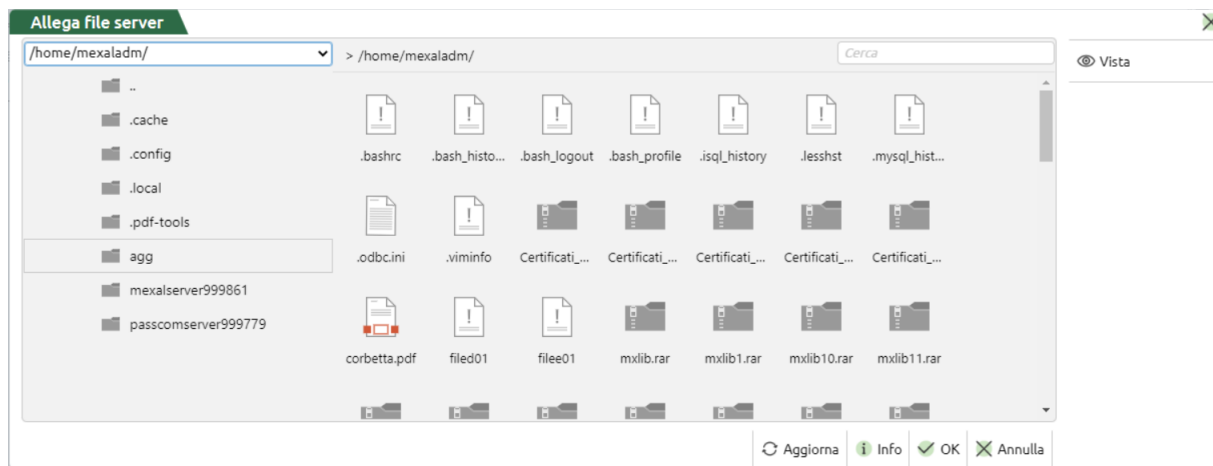 Allega file server
/home/mexaladm/
> /home/mexaladm/
Cerca
Vista
..
.cache
.config
.local
.pdf-tools
agg
mexalserver999861
passcomserver999779
.bashrc .bash_histo... .bash_logout .bash_profile .isql_history .lesshst .mysql_hist...
.odbc.ini .viminfo Certificati_... Certificati_... Certificati_... Certificati_... Certificati_...
corbetta.pdf filed01 filee01 mxlib.rar mxlib1.rar mxlib10.rar mxlib11.rar
Aggiorna Info OK Annulla